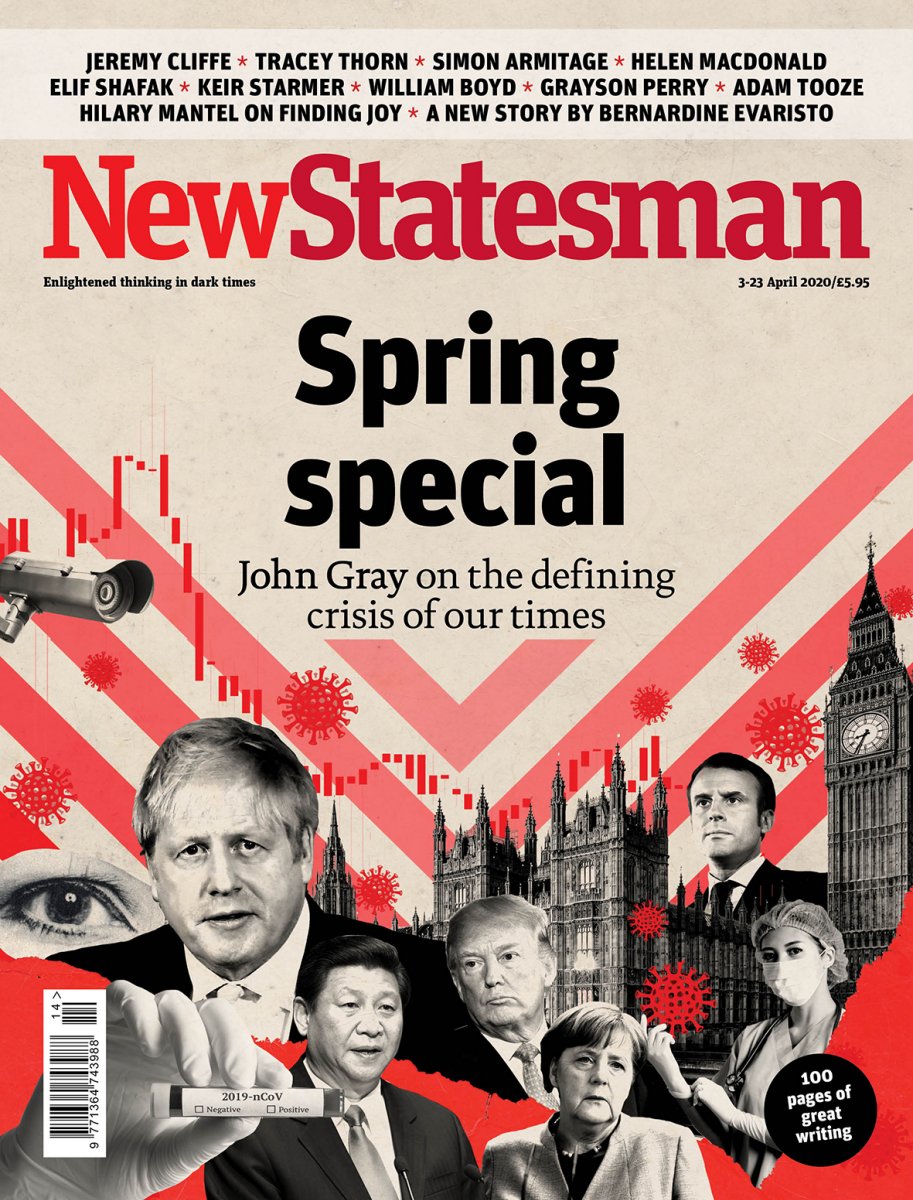 JEREMY CLIFFE * TRACEY THORN * SIMON ARMITAGE * HELEN MACDONALD
ELIF SHAFAK * KEIR STARMER * WILLIAM BOYD * GRAYSON PERRY * ADAM TOOZE
HILARY MANTEL ON FINDING JOY * A NEW STORY BY BERNARDINE EVARISTO
NewStatesman
Enlightened thinking in dark times
3-23 April 2020/£5.95
Spring
special
John Gray on the defining
crisis of our times
14>
9 771364 743988
2019-nCoV
Negative
Positive
100
pages of
great
writing